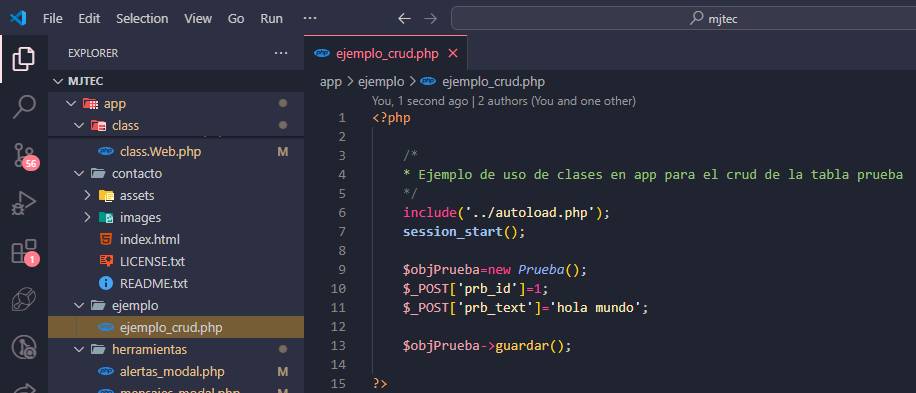 File Edit Selection View Go Run ···
mjtec
EXPLORER ···
MJTEC
app
class
class.Web.php M
contacto
assets
images
index.html
LICENSE.txt
README.txt
ejemplo
ejemplo_crud.php
herramientas
alertas_modal.php M
mensajes_modal.php M
56
1
php ejemplo_crud.php ×
app > ejemplo > php ejemplo_crud.php
You, 1 second ago | 2 authors (You and one other)
1 <?php
2
3 /*
4 * Ejemplo de uso de clases en app para el crud de la tabla prueba
5 */
6 include('../autoload.php');
7 session_start();
8
9 $objPrueba=new Prueba();
10 $_POST['prb_id']=1;
11 $_POST['prb_text']='hola mundo';
12
13 $objPrueba->guardar();
14
15 ?>